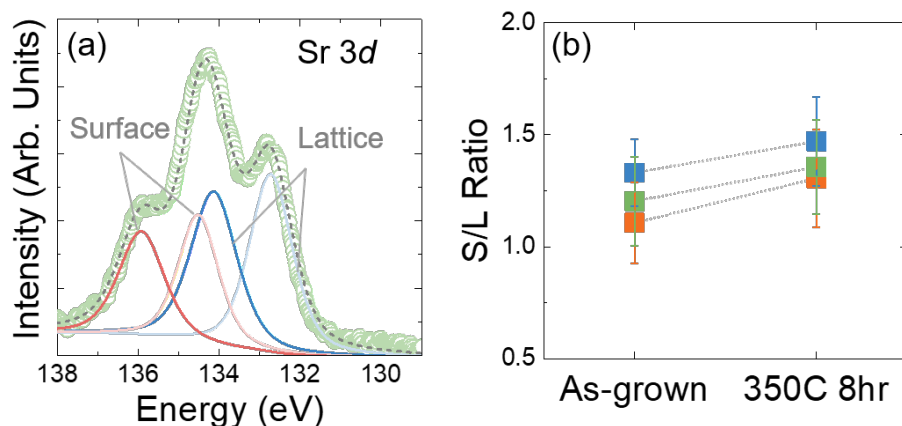 (a)
Sr 3d
Surface
Lattice
Intensity (Arb. Units)
138 136 134 132 130
Energy (eV)
(b)
2.0
1.5
1.0
0.5
S/L Ratio
As-grown 350C 8hr